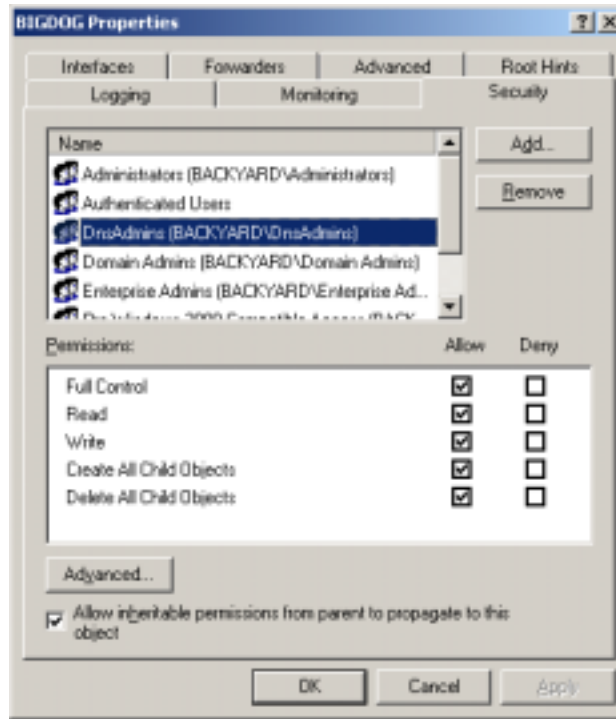 BIGDOG Properties
Interfaces Forwarders Advanced Root Hints
Logging Monitoring Security
Name
Add...
Administrators (BACKYARD\Administrators)
Authenticated Users
Remove
DnsAdmins (BACKYARD\DnsAdmins)
Domain Admins (BACKYARD\Domain Admins)
Enterprise Admins (BACKYARD\Enterprise Ad...
Permissions: Allow Deny
Full Control
Read
Write
Create All Child Objects
Delete All Child Objects
Advanced...
Allow inheritable permissions from parent to propagate to this
object
OK Cancel Apply